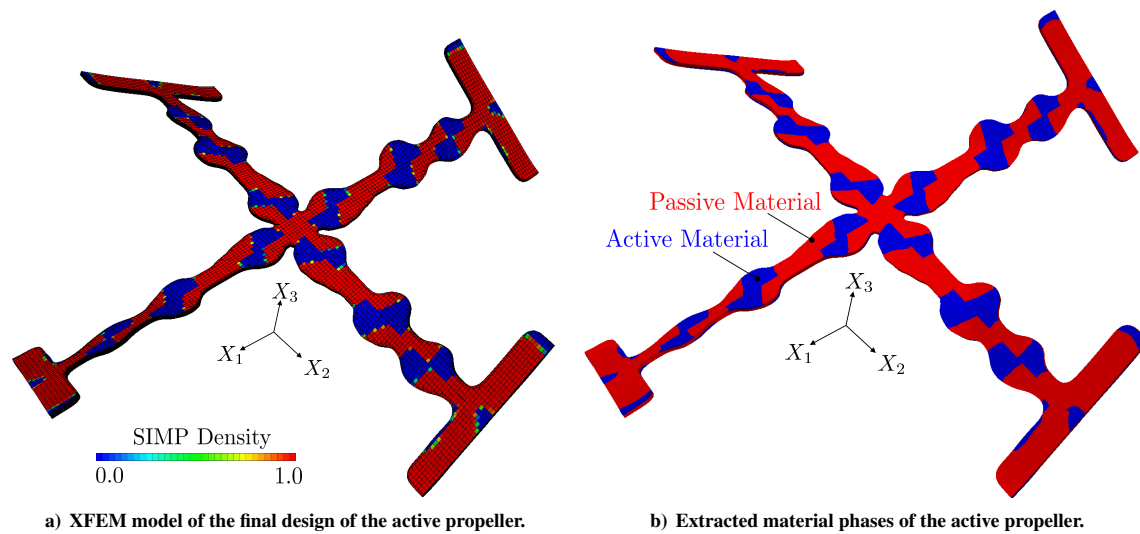 Passive Material
Active Material
X3
X1
X2
X3
X1
X2
SIMP Density
0.0 1.0
a) XFEM model of the final design of the active propeller.
b) Extracted material phases of the active propeller.